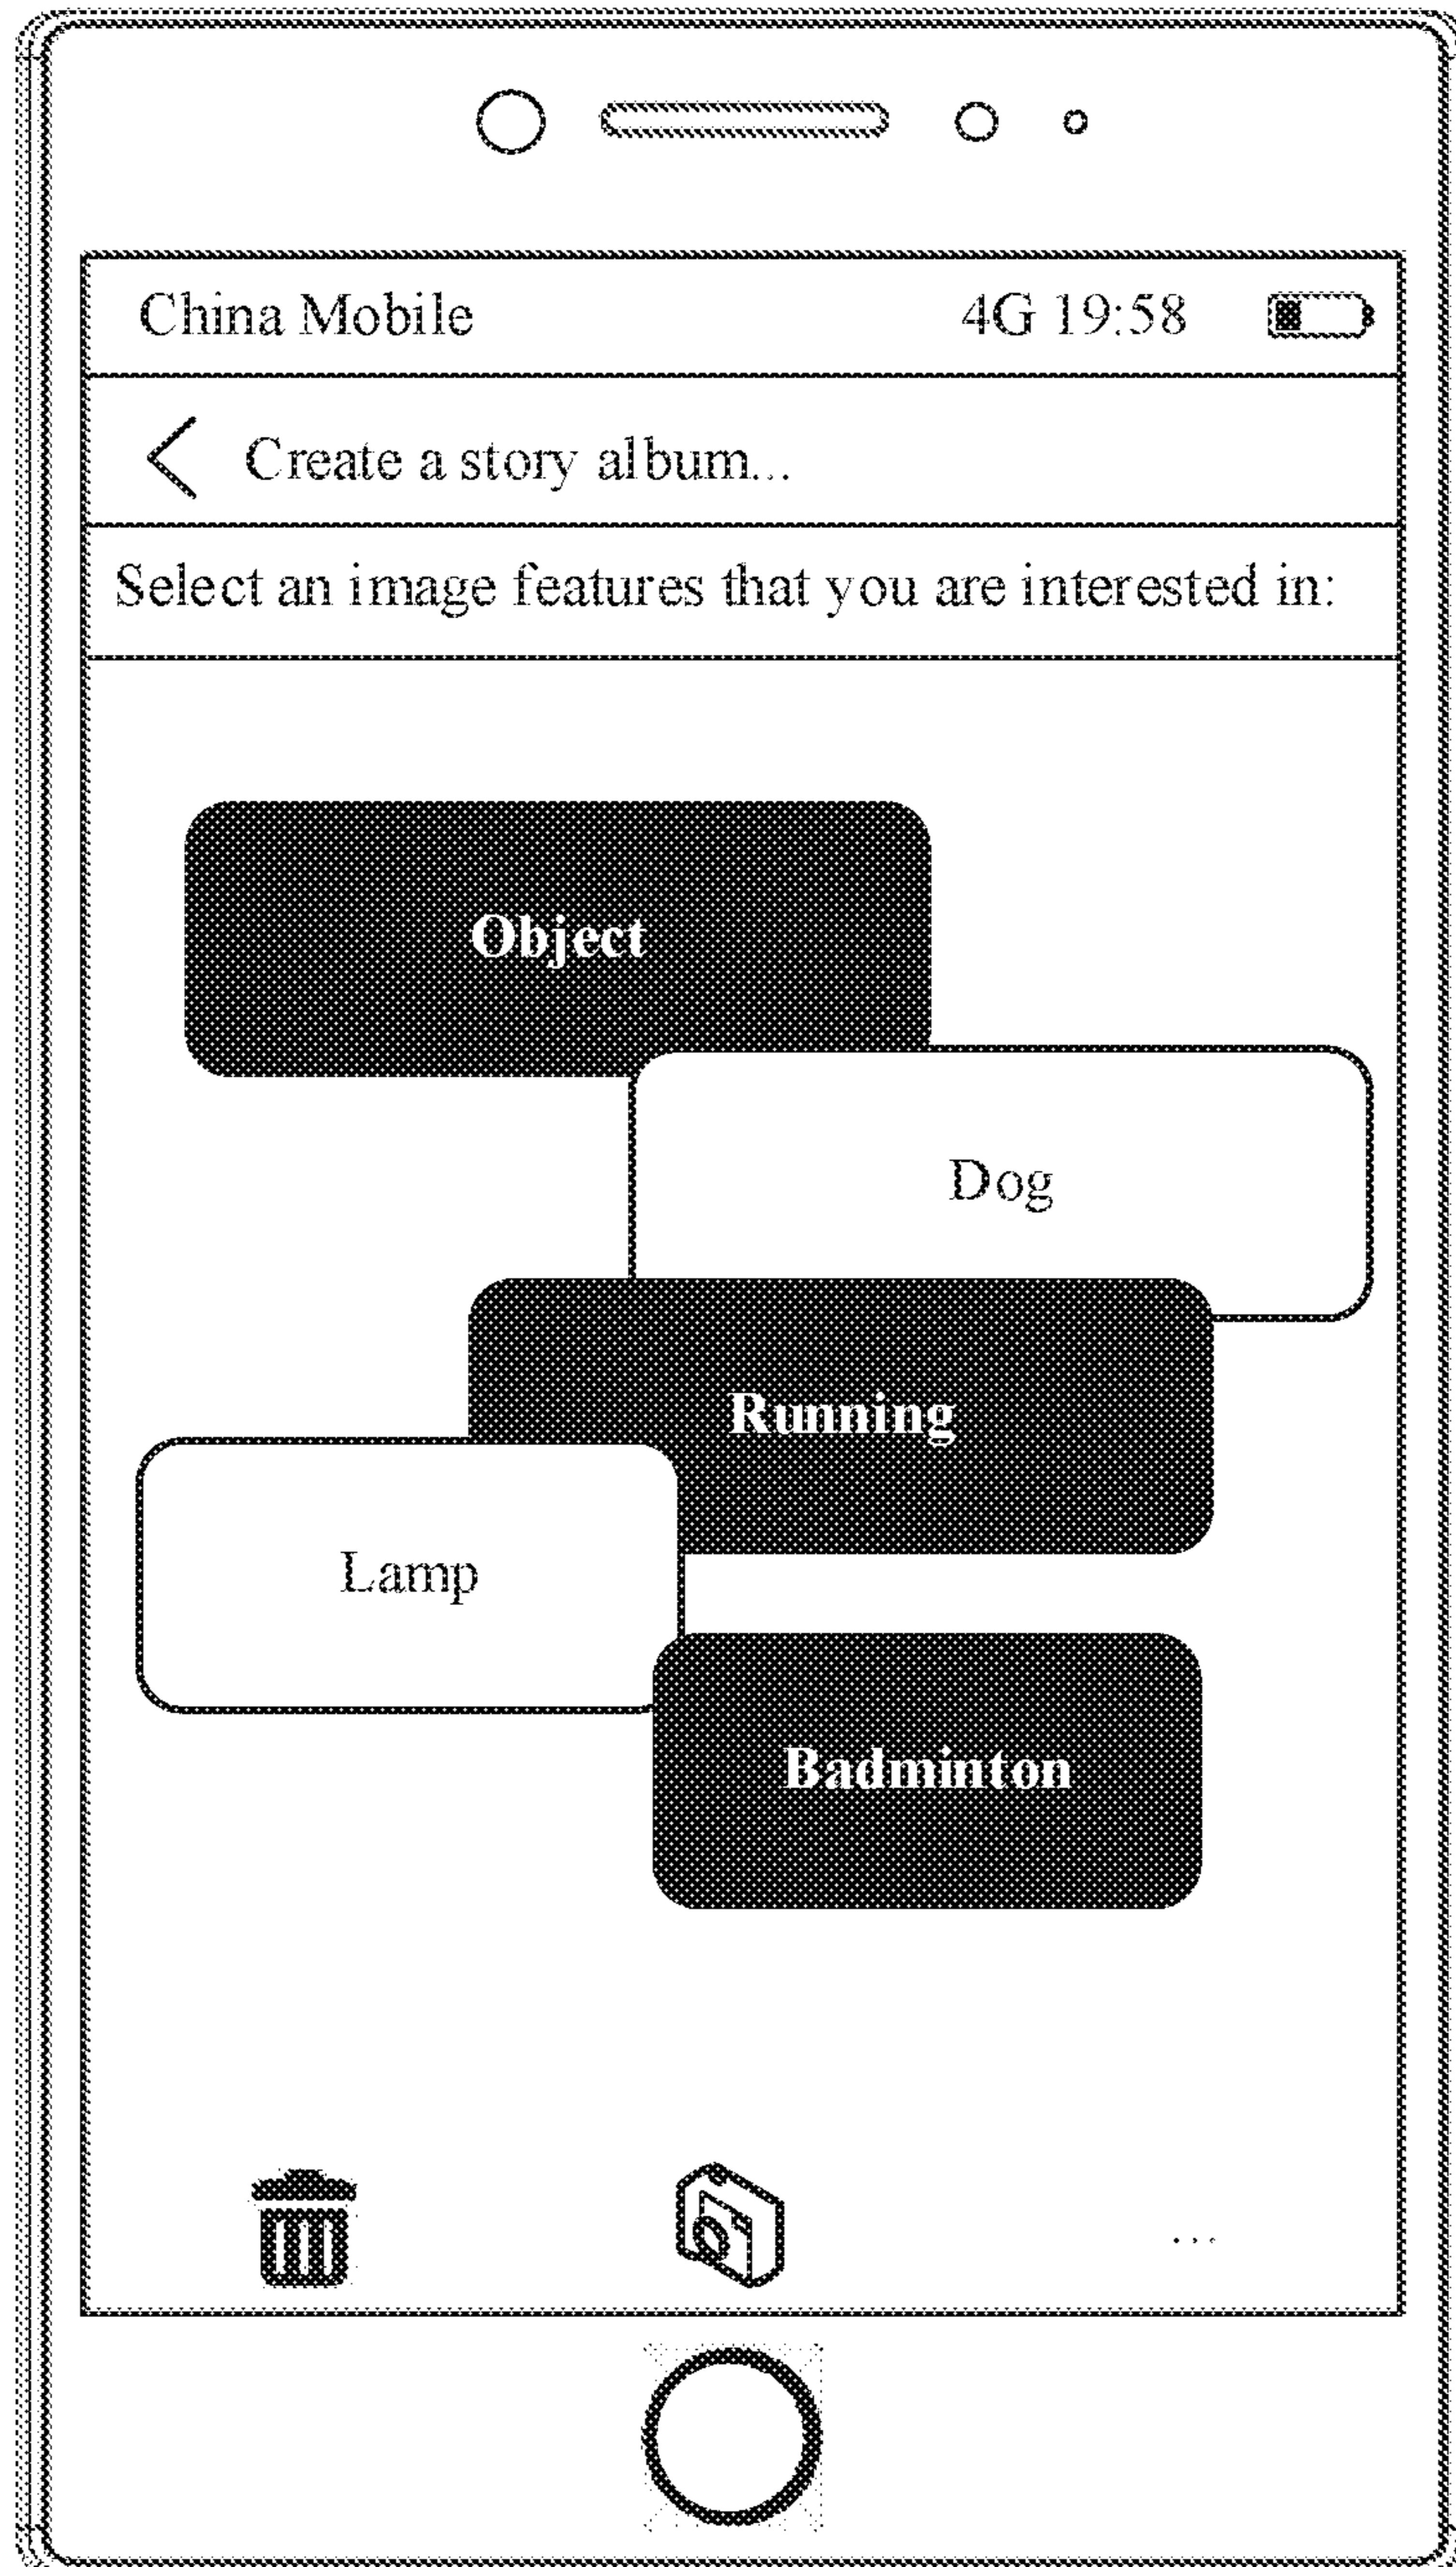 China Mobile 4G 19:58
Create a story album...
Select an image features that you are interested in:
Object
Dog
Running
Lamp
Badminton
...